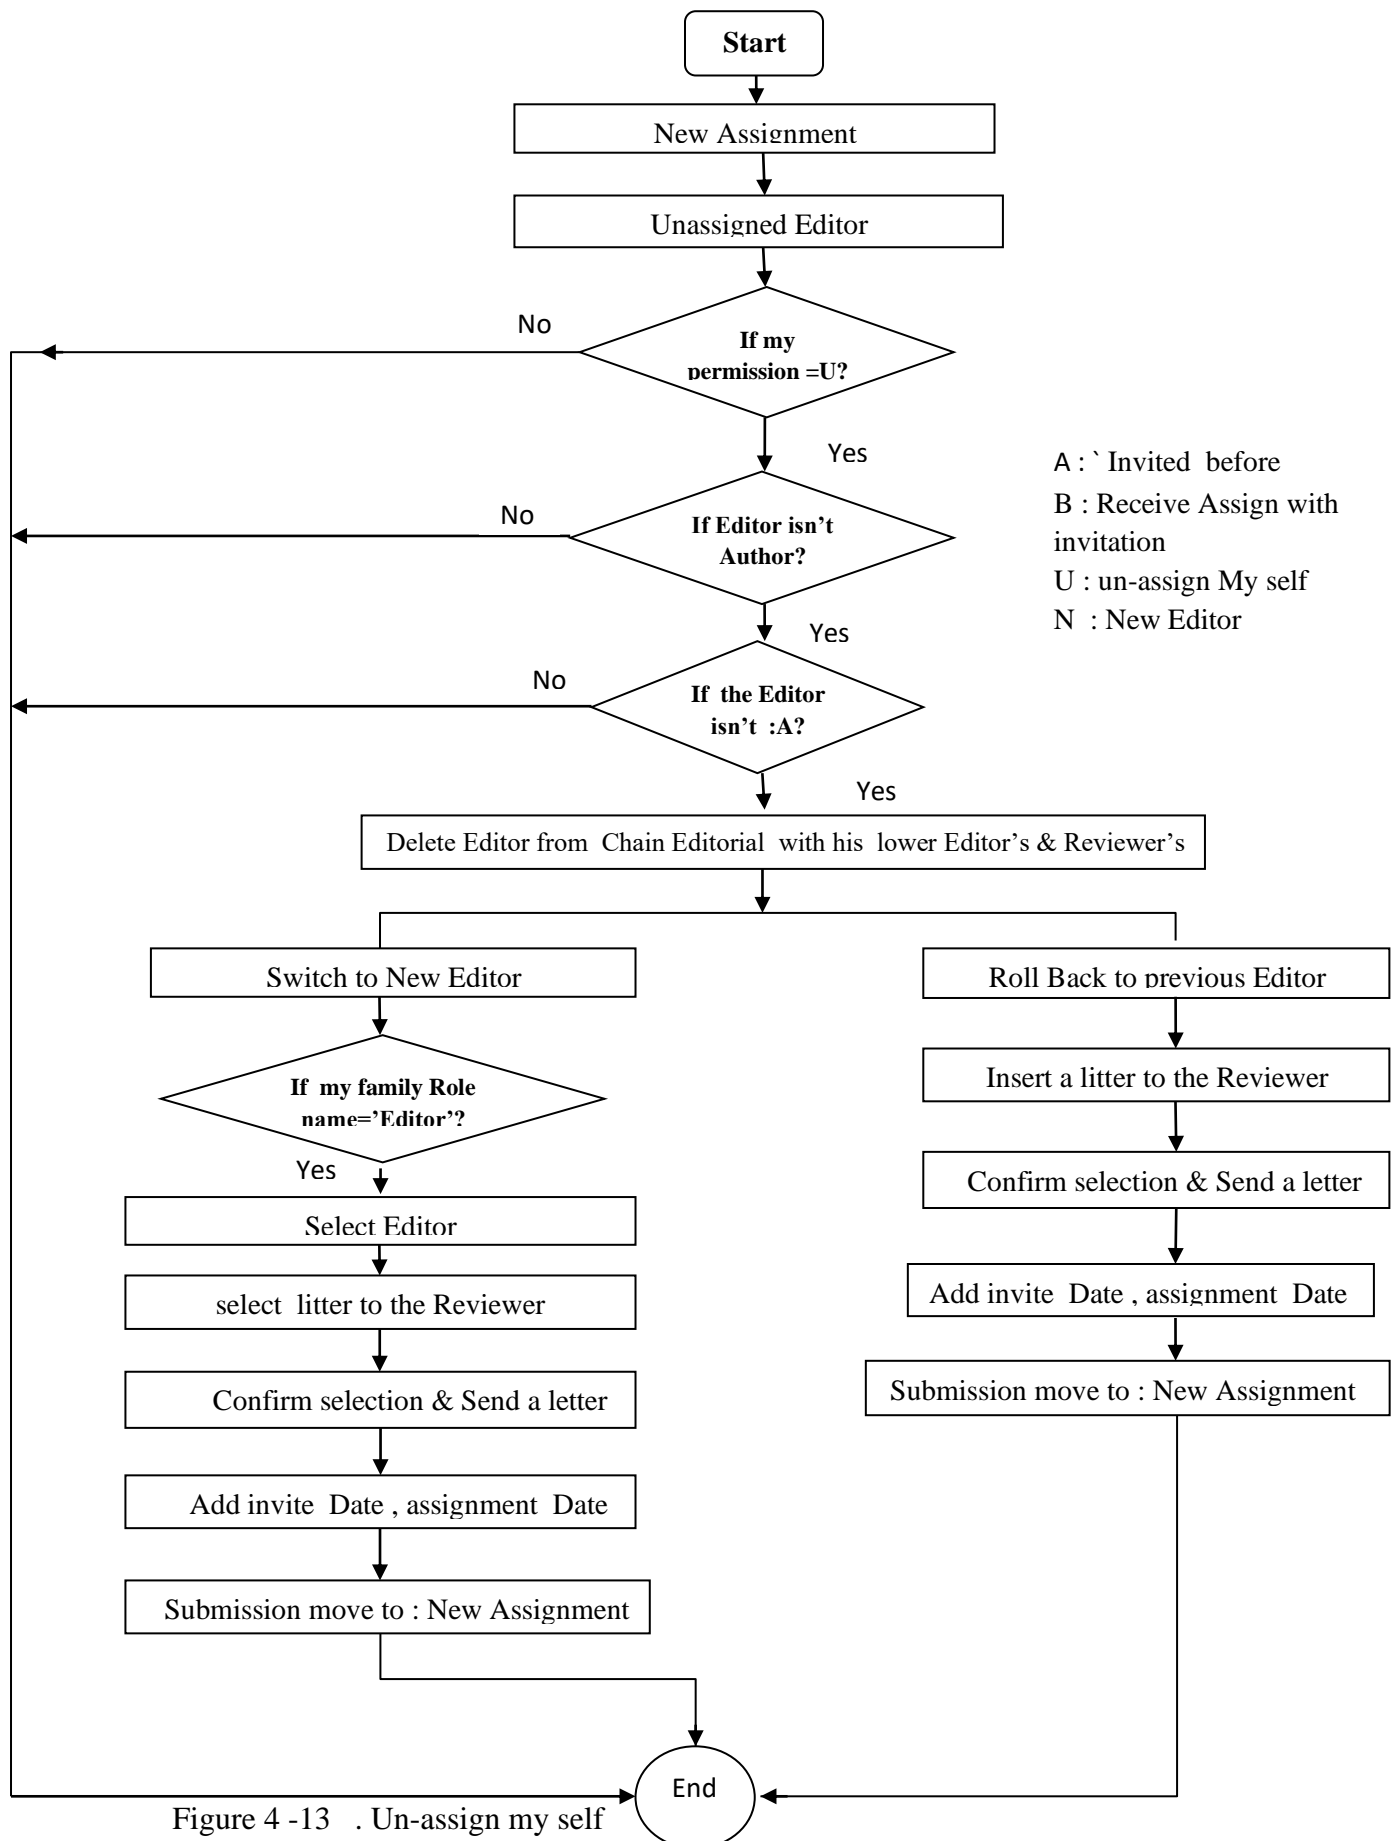 Start
New Assignment
Unassigned Editor
No
If my
permission =U?
Yes
A : ` Invited  before
B : Receive Assign with
invitation
U : un-assign My self
N  : New Editor
No
If Editor isn’t
Author?
Yes
No
If  the Editor
isn’t  :A?
Yes
Delete Editor from  Chain Editorial  with his  lower Editor’s & Reviewer’s
Switch to New Editor
If  my family Role
name=’Editor’?
Yes
Select Editor
select  litter to the Reviewer
Confirm selection & Send a letter
Add invite  Date , assignment  Date
Submission move to : New Assignment
Roll Back to previous Editor
Insert a litter to the Reviewer
Confirm selection & Send a letter
Add invite  Date , assignment  Date
Submission move to : New Assignment
End
Figure 4 -13   . Un-assign my self